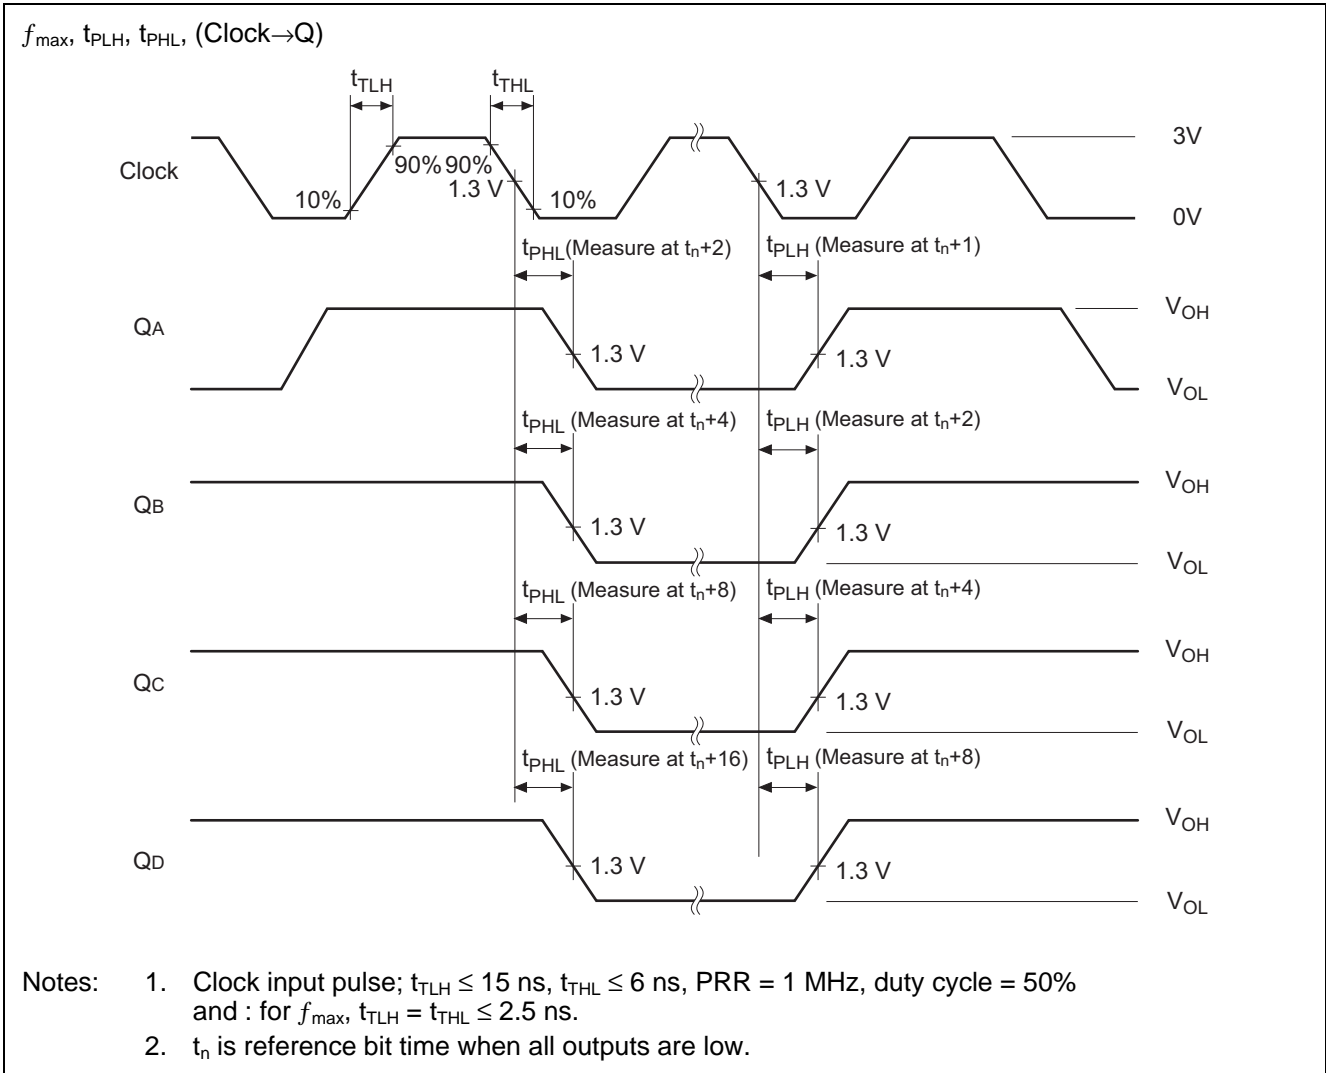 fmax, tPLH, tPHL, (Clock→Q)
tTLH
tTHL
Clock
10%
90%
90%
1.3 V
10%
1.3 V
3V
0V
tPHL(Measure at tn+2)
tPLH (Measure at tn+1)
QA
1.3 V
1.3 V
VOH
VOL
tPHL (Measure at tn+4)
tPLH (Measure at tn+2)
QB
1.3 V
1.3 V
VOH
VOL
tPHL (Measure at tn+8)
tPLH (Measure at tn+4)
QC
1.3 V
1.3 V
VOH
VOL
tPHL (Measure at tn+16)
tPLH (Measure at tn+8)
QD
1.3 V
1.3 V
VOH
VOL
Notes: 1. Clock input pulse; tTLH ≤ 15 ns, tTHL ≤ 6 ns, PRR = 1 MHz, duty cycle = 50%
and : for fmax, tTLH = tTHL ≤ 2.5 ns.
2. tn is reference bit time when all outputs are low.